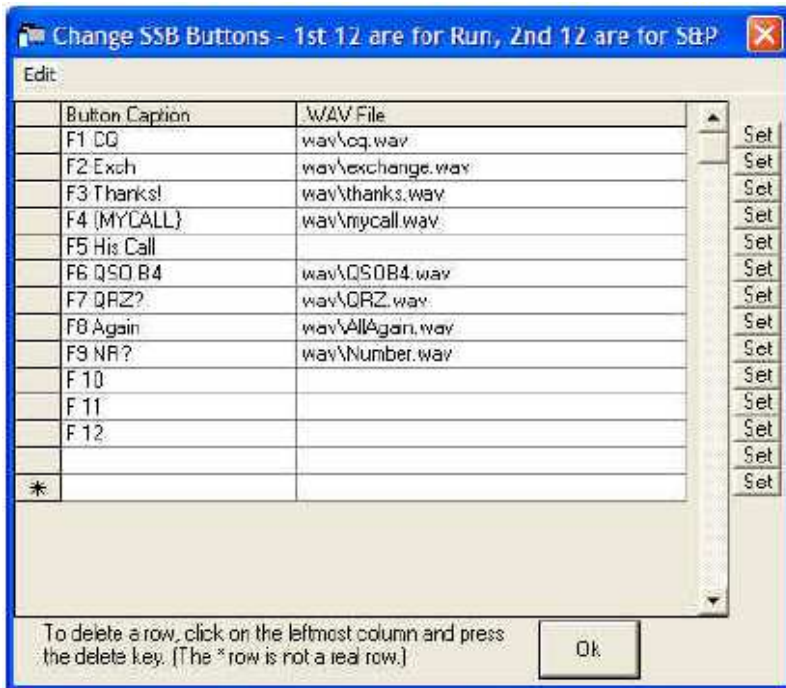 Change SSB Buttons - 1st 12 are for Run, 2nd 12 are for S&P
Edit
Button Caption .WAV File
F1 CQ wav\cq.wav Set
F2 Exch wav\exchange.wav Set
F3 Thanks! wav\thanks.wav Set
F4 {MYCALL} wav\mycall.wav Set
F5 His Call Set
F6 QSO B4 wav\QSOB4.wav Set
F7 QRZ? wav\QRZ.wav Set
F8 Again wav\AllAgain.wav Set
F9 NR? wav\Number.wav Set
F 10 Set
F 11 Set
F 12 Set
Set
* Set
To delete a row, click on the leftmost column and press
the delete key. (The * row is not a real row.)
Ok